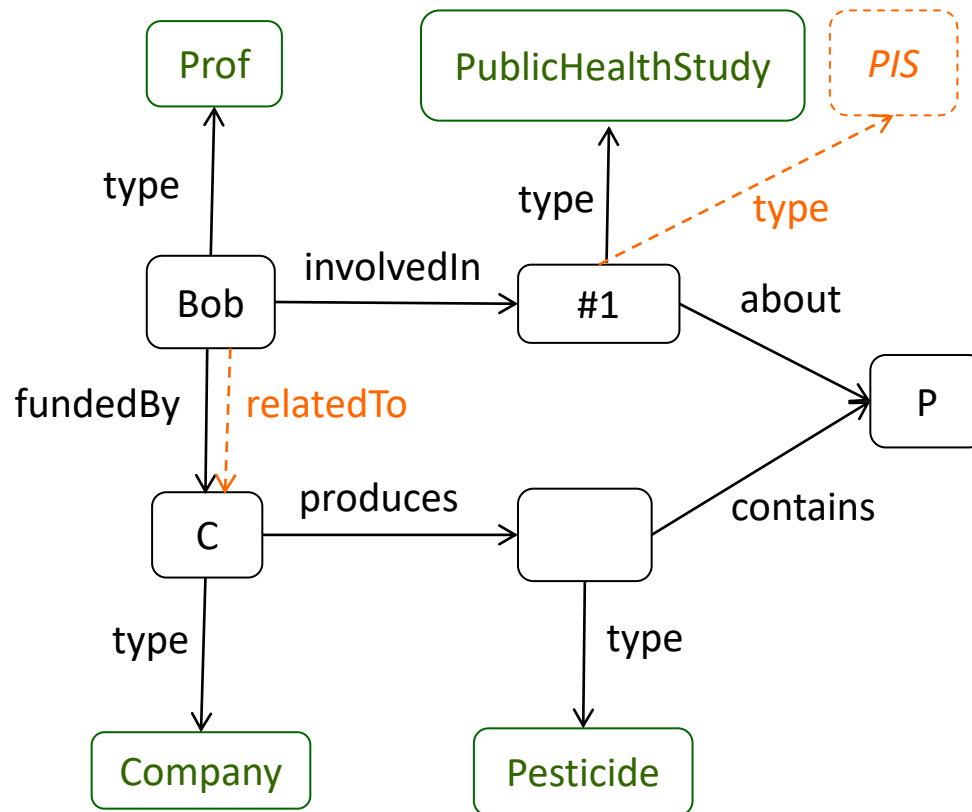 Prof
PublicHealthStudy
PIS
type
type
type
involvedIn
Bob
#1
about
fundedBy
relatedTo
P
produces
contains
C
type
type
Company
Pesticide